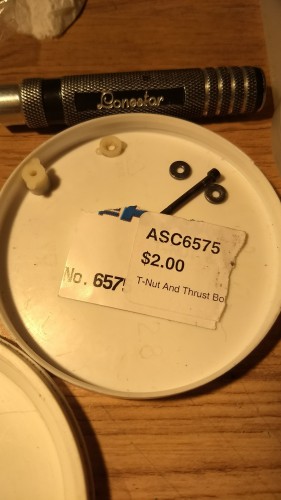 Lonestar
ASC6575
$2.00
No. 657
T-Nut And Thrust Bo